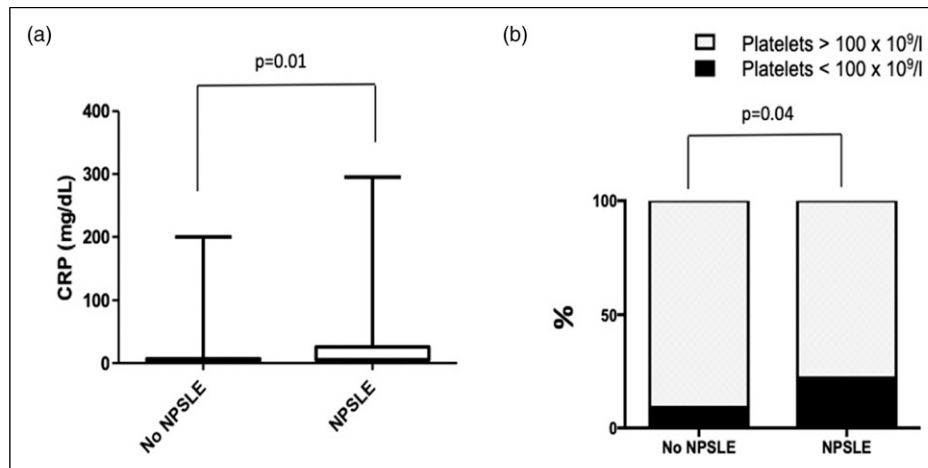 (a)
p=0.01
CRP (mg/dL)
400
300
200
100
0
No NPSLE
NPSLE
(b)
Platelets > 100 x 10⁹/l
Platelets < 100 x 10⁹/l
p=0.04
%
100
50
0
No NPSLE
NPSLE